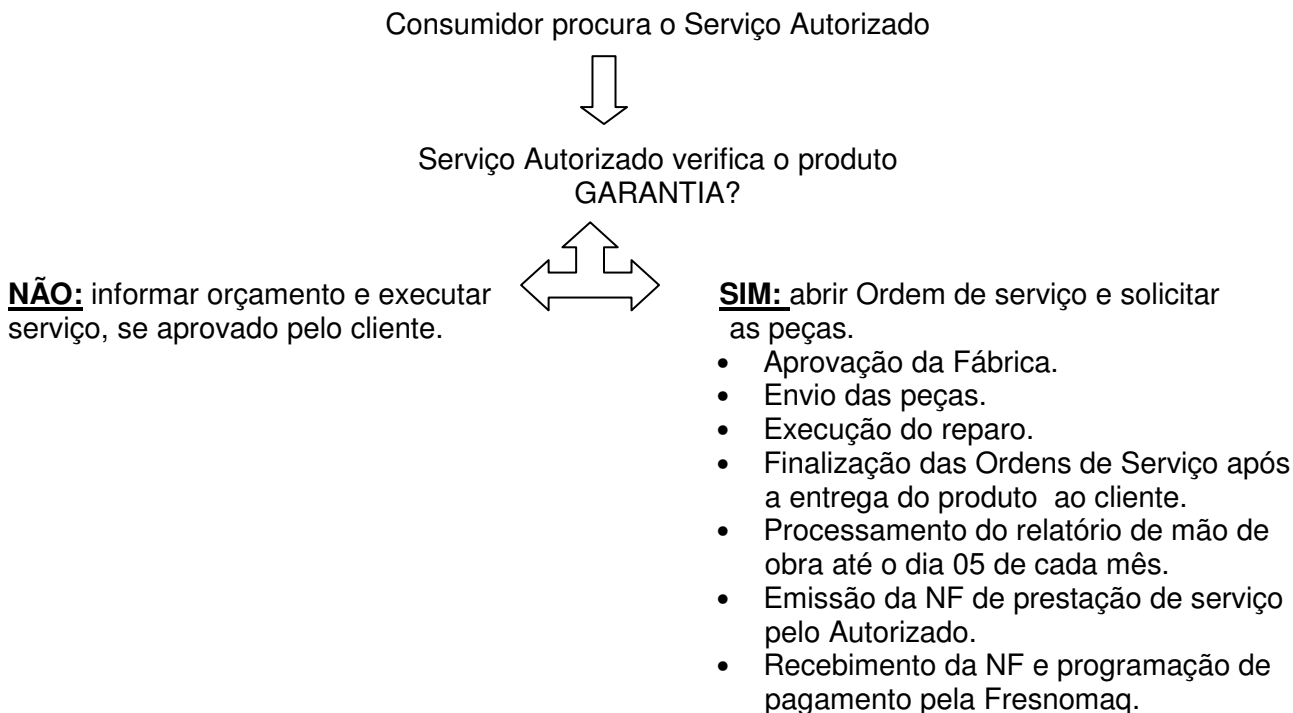 Consumidor procura o Serviço Autorizado
Serviço Autorizado verifica o produto
GARANTIA?
NÃO: informar orçamento e executar
serviço, se aprovado pelo cliente.
SIM: abrir Ordem de serviço e solicitar
as peças.
• Aprovação da Fábrica.
• Envio das peças.
• Execução do reparo.
• Finalização das Ordens de Serviço após
a entrega do produto ao cliente.
• Processamento do relatório de mão de
obra até o dia 05 de cada mês.
• Emissão da NF de prestação de serviço
pelo Autorizado.
• Recebimento da NF e programação de
pagamento pela Fresnomaq.